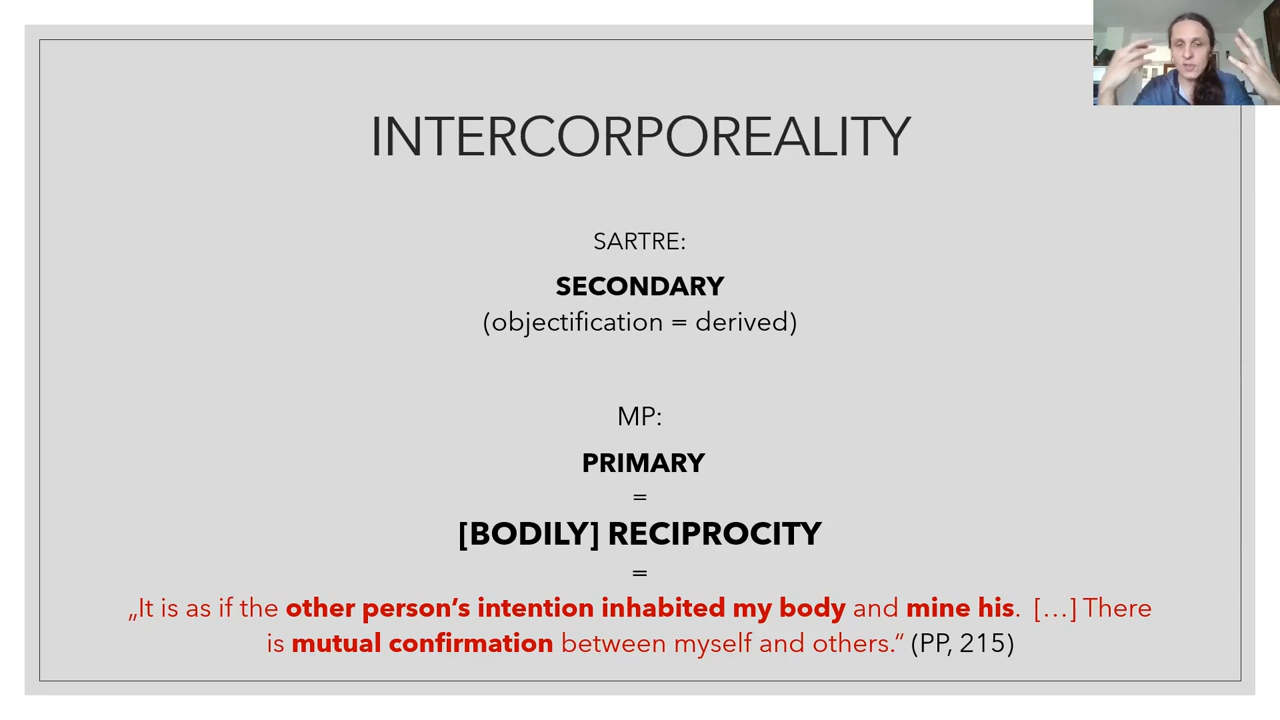 INTERCORPOREALITY
SARTRE:
SECONDARY
(objectification = derived)
MP:
PRIMARY
=
[BODILY] RECIPROCITY
=
„It is as if the other person’s intention inhabited my body and mine his. […] There
is mutual confirmation between myself and others.“ (PP, 215)